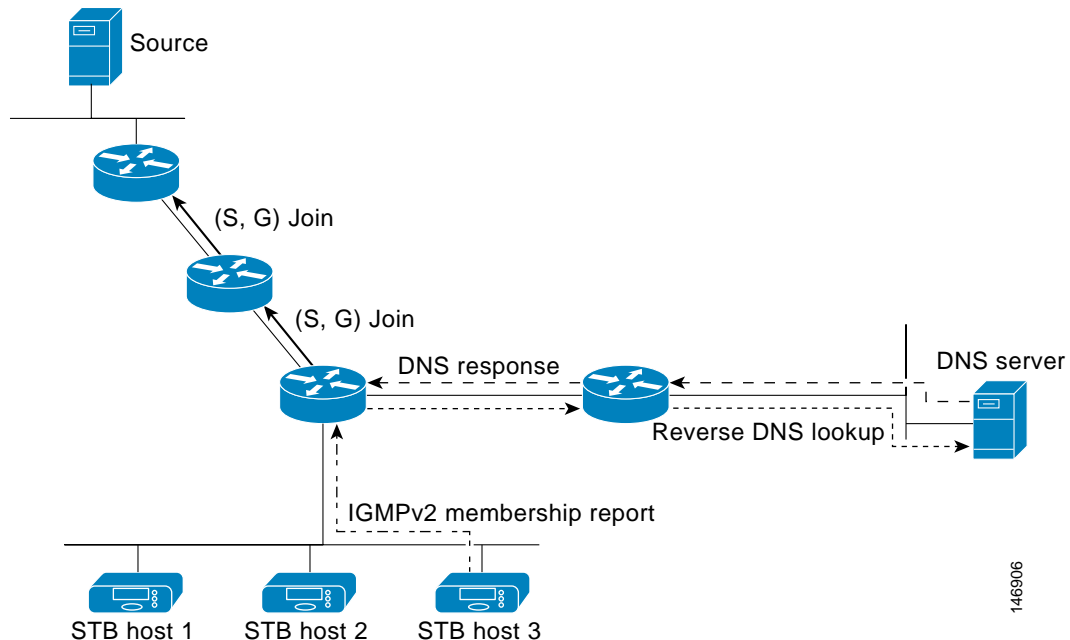 Source
(S, G) Join
(S, G) Join
DNS response
DNS server
Reverse DNS lookup
IGMPv2 membership report
STB host 1
STB host 2
STB host 3
146906